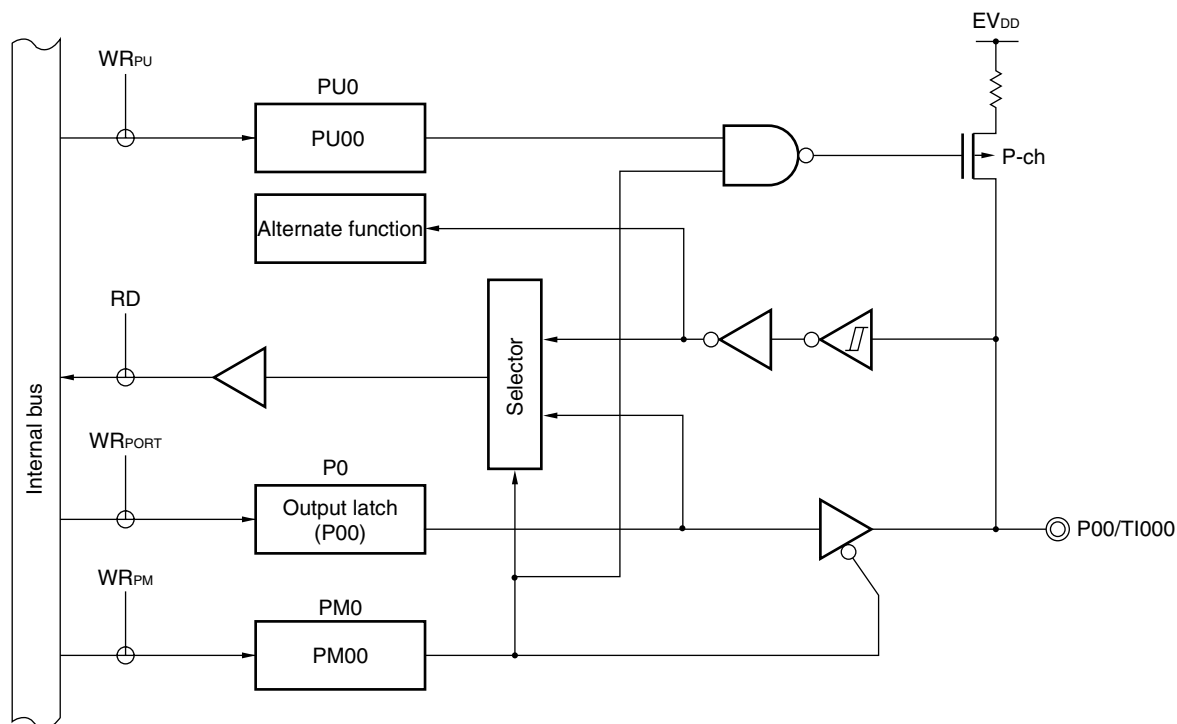 EVDD
WRPU
PU0
PU00
P-ch
Alternate function
RD
Selector
Internal bus
WRPORT
P0
Output latch
(P00)
P00/TI000
WRPM
PM0
PM00